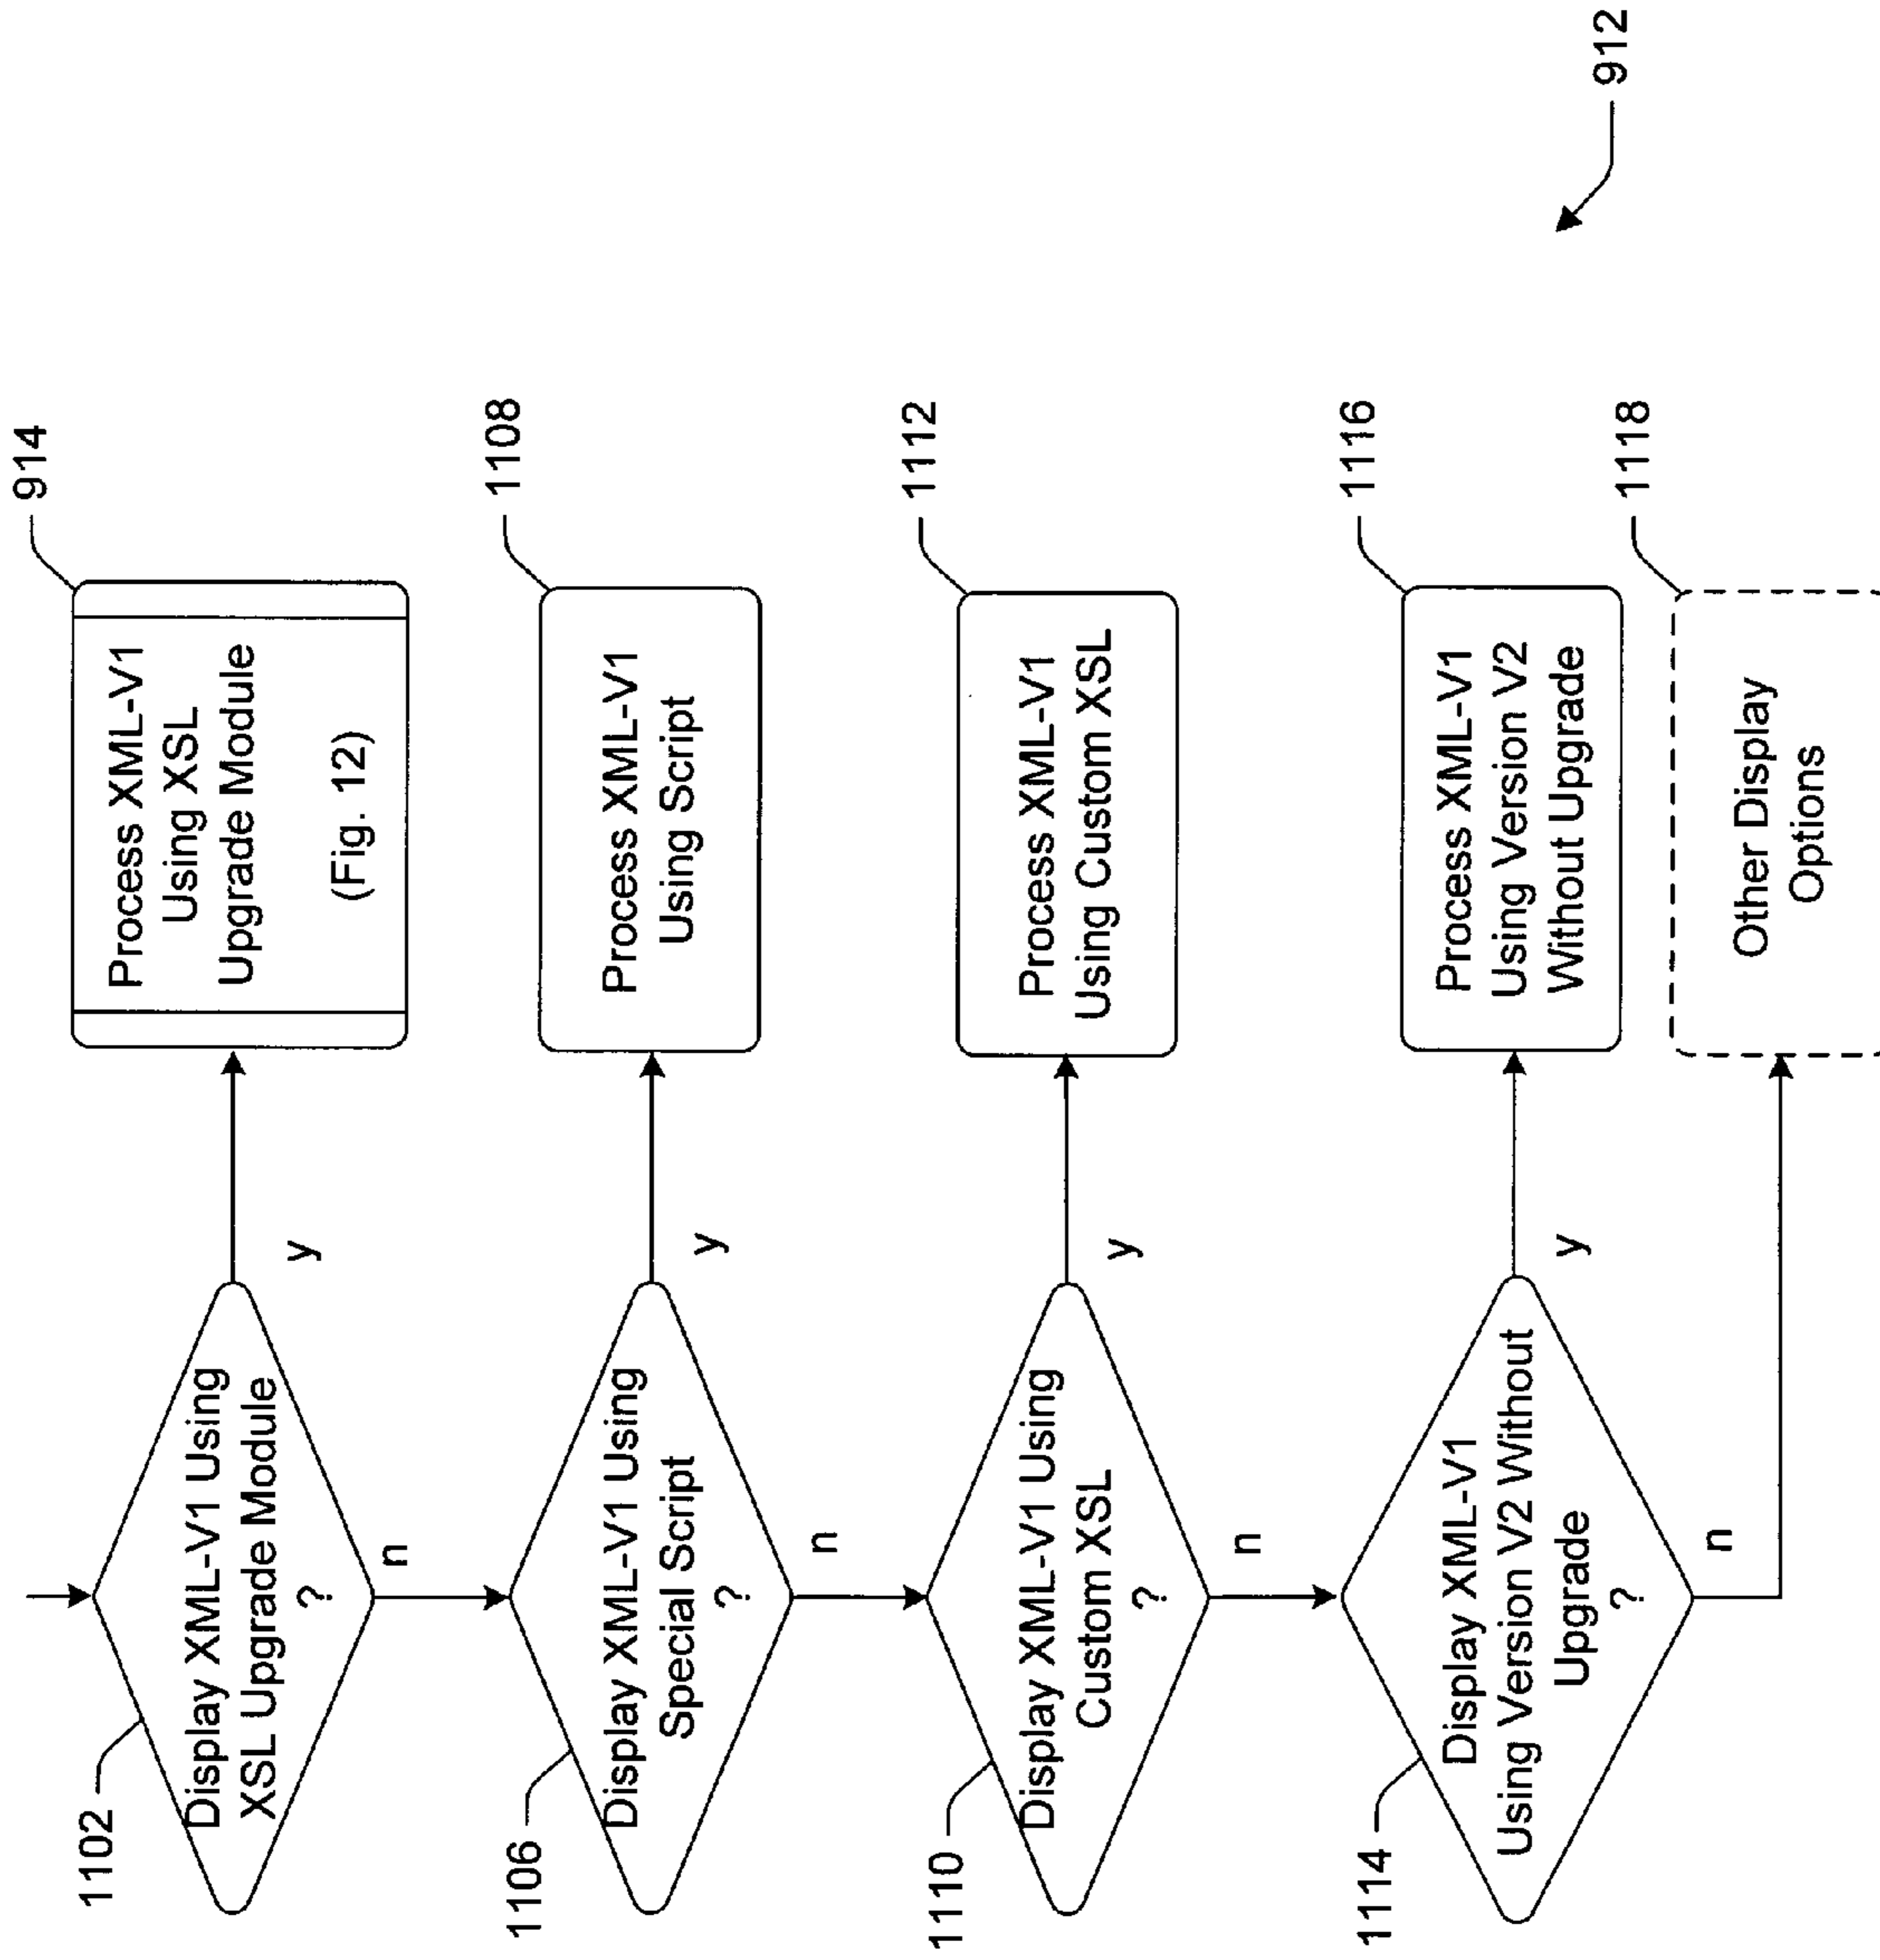 1102
Display XML-V1 Using
XSL Upgrade Module
?
y
n
914
Process XML-V1
Using XSL
Upgrade Module
(Fig. 12)
1106
Display XML-V1 Using
Special Script
?
y
n
1108
Process XML-V1
Using Script
1110
Display XML-V1 Using
Custom XSL
?
y
n
1112
Process XML-V1
Using Custom XSL
1114
Display XML-V1
Using Version V2 Without
Upgrade
?
y
n
1116
Process XML-V1
Using Version V2
Without Upgrade
1118
Other Display
Options
912